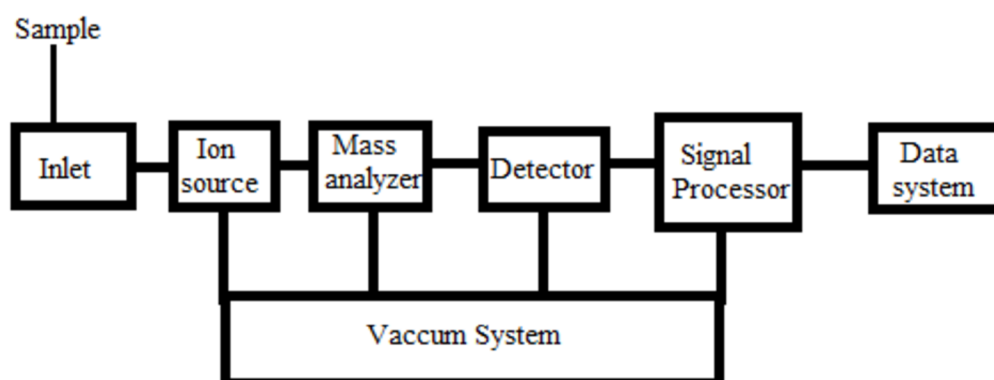 Sample
Inlet
Ion
source
Mass
analyzer
Detector
Signal
Processor
Data
system
Vaccum System